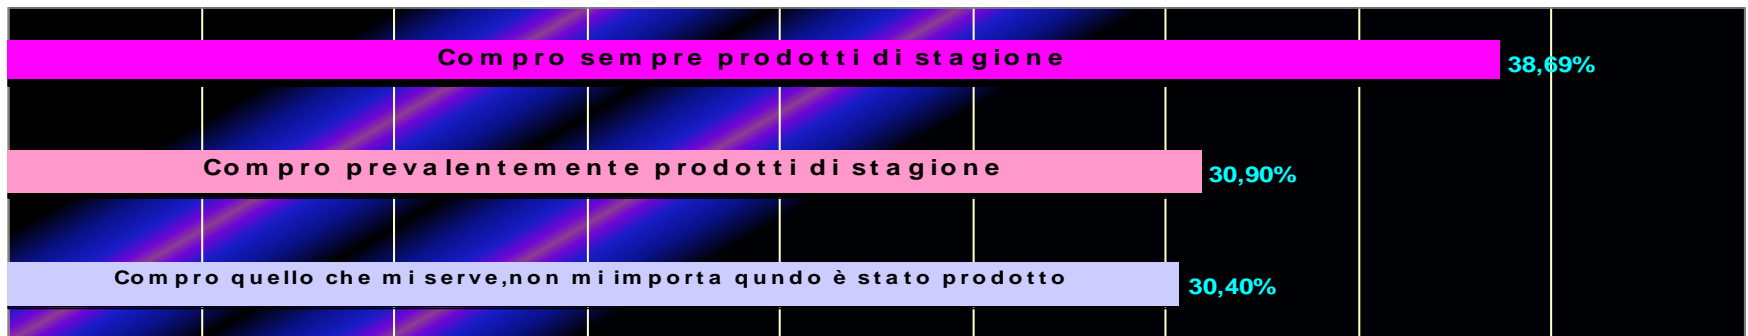 Compro sempre prodotti di stagione
38,69%
Compro prevalentemente prodotti di stagione
30,90%
Compro quello che mi serve,non mi importa qundo è stato prodotto
30,40%